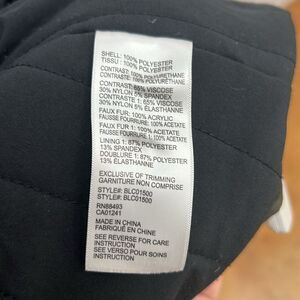 SHELL: 100% POLYESTER
TISSU : 100% POLYESTER
CONTRAST: 100% POLYURETHANE
CONTRASTE: 100% POLYURETHANE
CONTRAST: 65% VISCOSE
30% NYLON 5% SPANDEX
CONTRASTE 1: 65% VISCOSE
30% NYLON 5% ÉLASTHANNE
FAUX FUR: 100% ACRYLIC
FAUSSE FOURRURE: 100% ACRYLIC
FAUX FUR 1: 100% ACETATE
FAUSSE FOURRURE 1: 100% ACETATE
LINING 1: 87% POLYESTER
13% SPANDEX
DOUBLURE 1: 87% POLYESTER
13% ÉLASTHANNE
EXCLUSIVE OF TRIMMING
GARNITURE NON COMPRISE
STYLE#: BLC01500
STYLE#: BLC01500
RN88493
CA01241
MADE IN CHINA
FABRIQUÉ EN CHINE
SEE REVERSE FOR CARE
INSTRUCTION
SEE VERSO POUR SOINS
INSTRUCTION